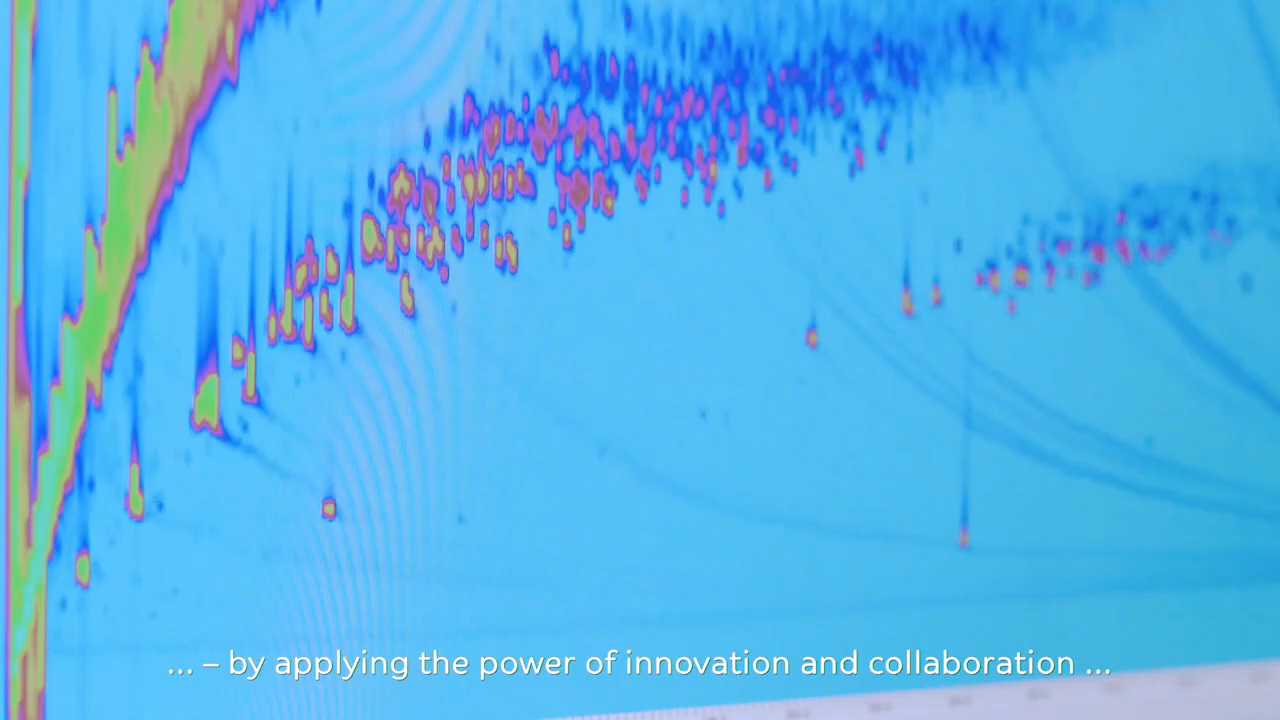 ... – by applying the power of innovation and collaboration ...